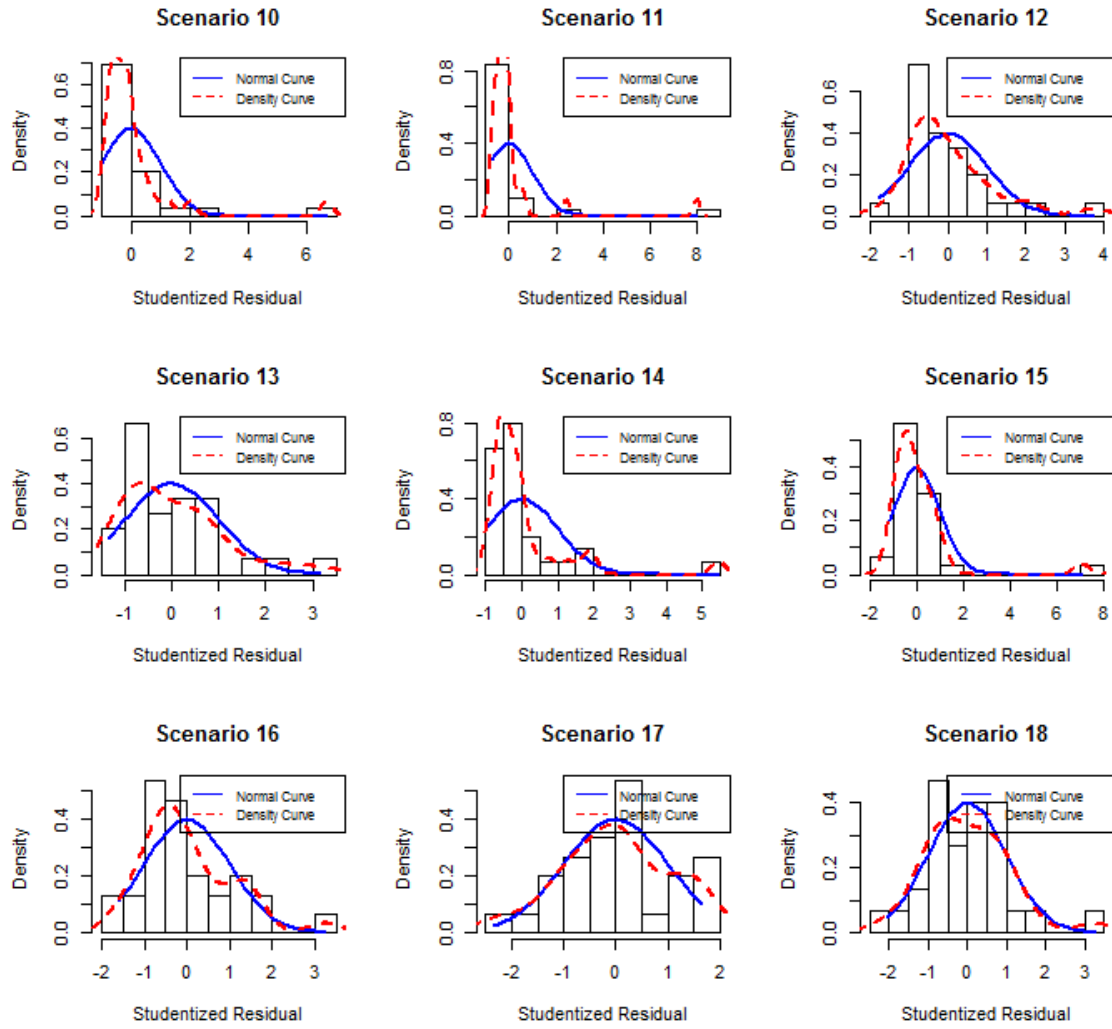 Scenario 10
Normal Curve
Density Curve
Density
0.0 0.2 0.4 0.6
0 2 4 6
Studentized Residual
Scenario 11
Normal Curve
Density Curve
Density
0.0 0.4 0.8
0 2 4 6 8
Studentized Residual
Scenario 12
Normal Curve
Density Curve
Density
0.0 0.2 0.4 0.6
-2 -1 0 1 2 3 4
Studentized Residual
Scenario 13
Normal Curve
Density Curve
Density
0.0 0.2 0.4 0.6
-1 0 1 2 3
Studentized Residual
Scenario 14
Normal Curve
Density Curve
Density
0.0 0.4 0.8
-1 0 1 2 3 4 5
Studentized Residual
Scenario 15
Normal Curve
Density Curve
Density
0.0 0.2 0.4
-2 0 2 4 6 8
Studentized Residual
Scenario 16
Normal Curve
Density Curve
Density
0.0 0.2 0.4
-2 -1 0 1 2 3
Studentized Residual
Scenario 17
Normal Curve
Density Curve
Density
0.0 0.2 0.4
-2 -1 0 1 2
Studentized Residual
Scenario 18
Normal Curve
Density Curve
Density
0.0 0.2 0.4
-2 -1 0 1 2 3
Studentized Residual